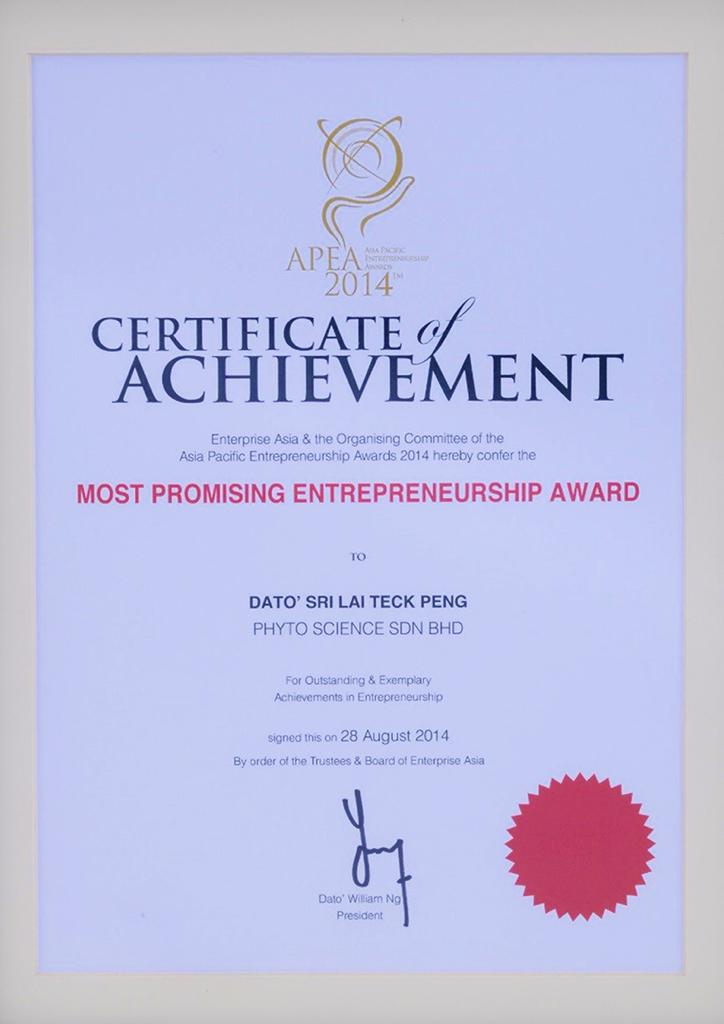 APEA ASIA PACIFIC
ENTREPRENEURSHIP
AWARDS
2014™
CERTIFICATE of
ACHIEVEMENT
Enterprise Asia & the Organising Committee of the
Asia Pacific Entrepreneurship Awards 2014 hereby confer the
MOST PROMISING ENTREPRENEURSHIP AWARD
TO
DATO' SRI LAI TECK PENG
PHYTO SCIENCE SDN BHD
For Outstanding & Exemplary
Achievements in Entrepreneurship
signed this on 28 August 2014
By order of the Trustees & Board of Enterprise Asia
Dato' William Ng
President